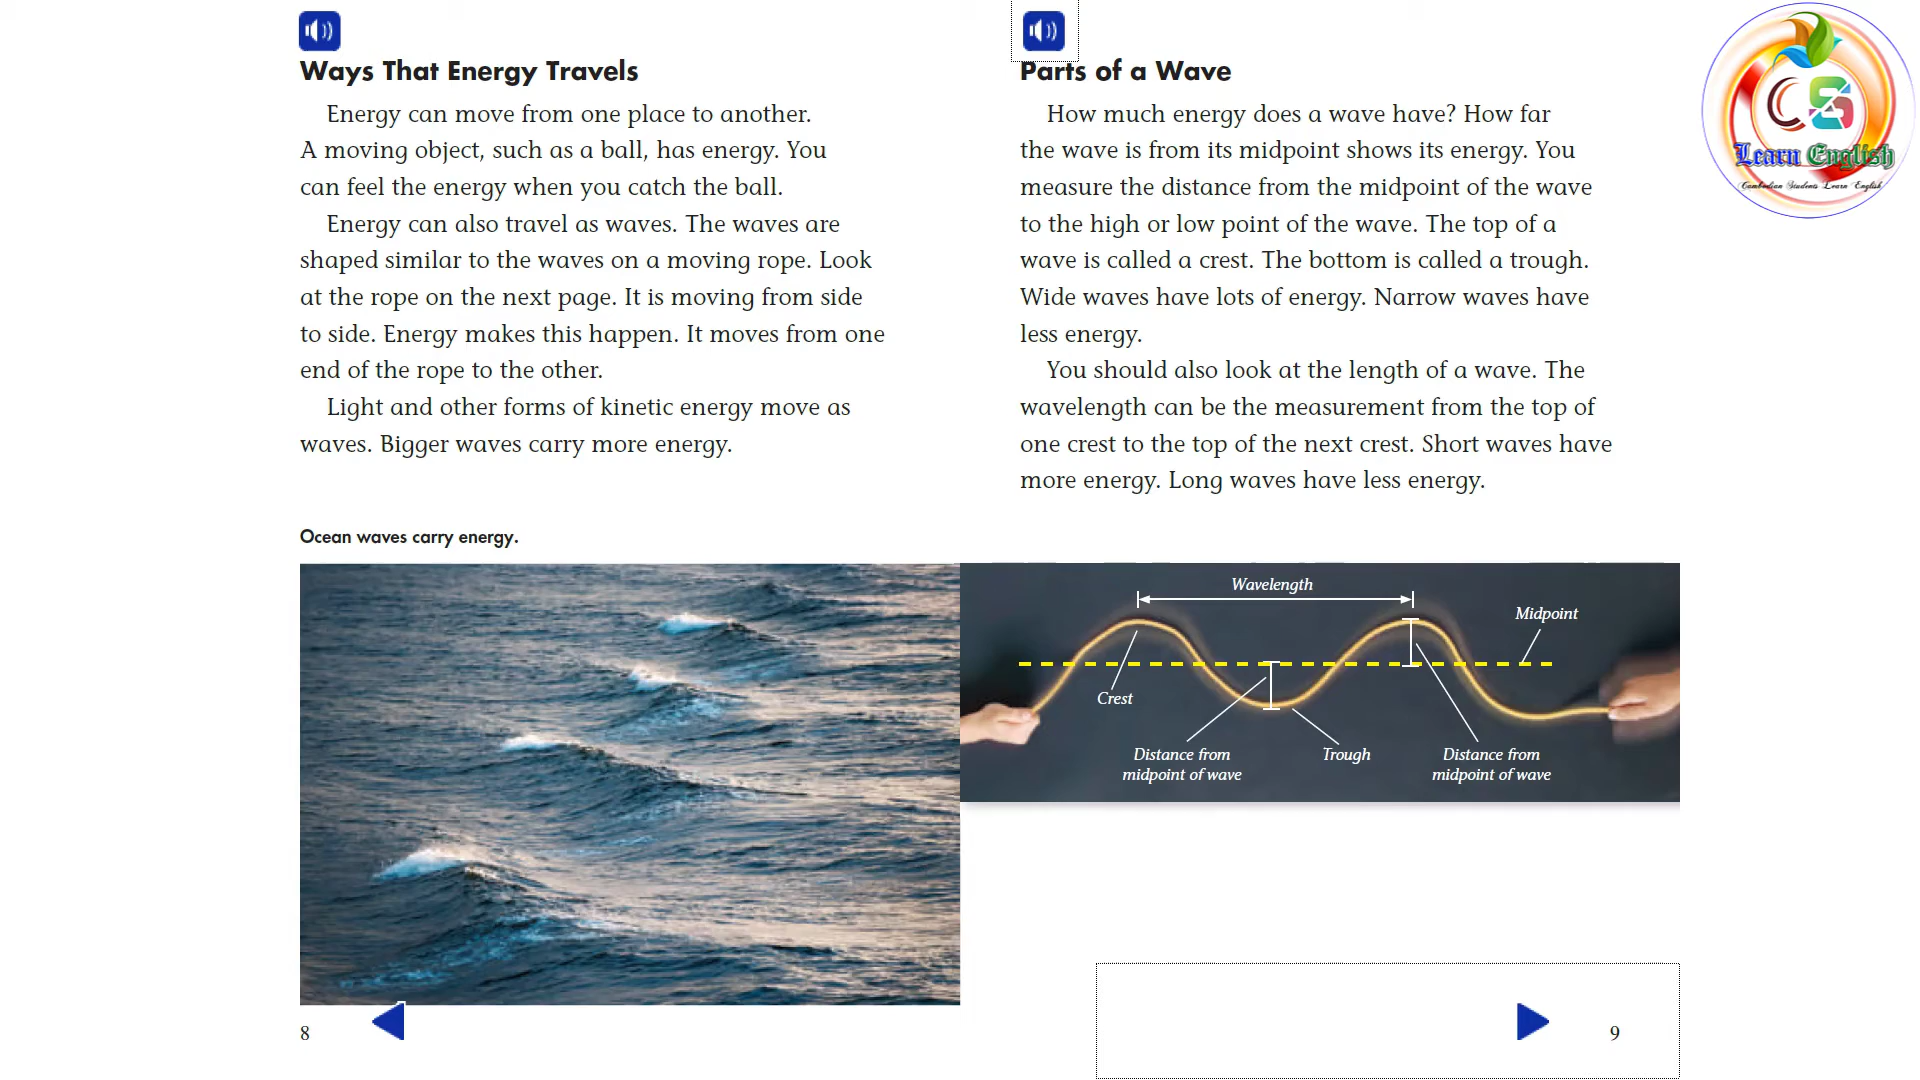 Ways That Energy Travels
Energy can move from one place to another.
A moving object, such as a ball, has energy. You
can feel the energy when you catch the ball.
Energy can also travel as waves. The waves are
shaped similar to the waves on a moving rope. Look
at the rope on the next page. It is moving from side
to side. Energy makes this happen. It moves from one
end of the rope to the other.
Light and other forms of kinetic energy move as
waves. Bigger waves carry more energy.
Ocean waves carry energy.
8
Parts of a Wave
How much energy does a wave have? How far
the wave is from its midpoint shows its energy. You
measure the distance from the midpoint of the wave
to the high or low point of the wave. The top of a
wave is called a crest. The bottom is called a trough.
Wide waves have lots of energy. Narrow waves have
less energy.
You should also look at the length of a wave. The
wavelength can be the measurement from the top of
one crest to the top of the next crest. Short waves have
more energy. Long waves have less energy.
Wavelength
Midpoint
Crest
Distance from
midpoint of wave
Trough
Distance from
midpoint of wave
9
CS
Learn English
Cambodian Students Learn English